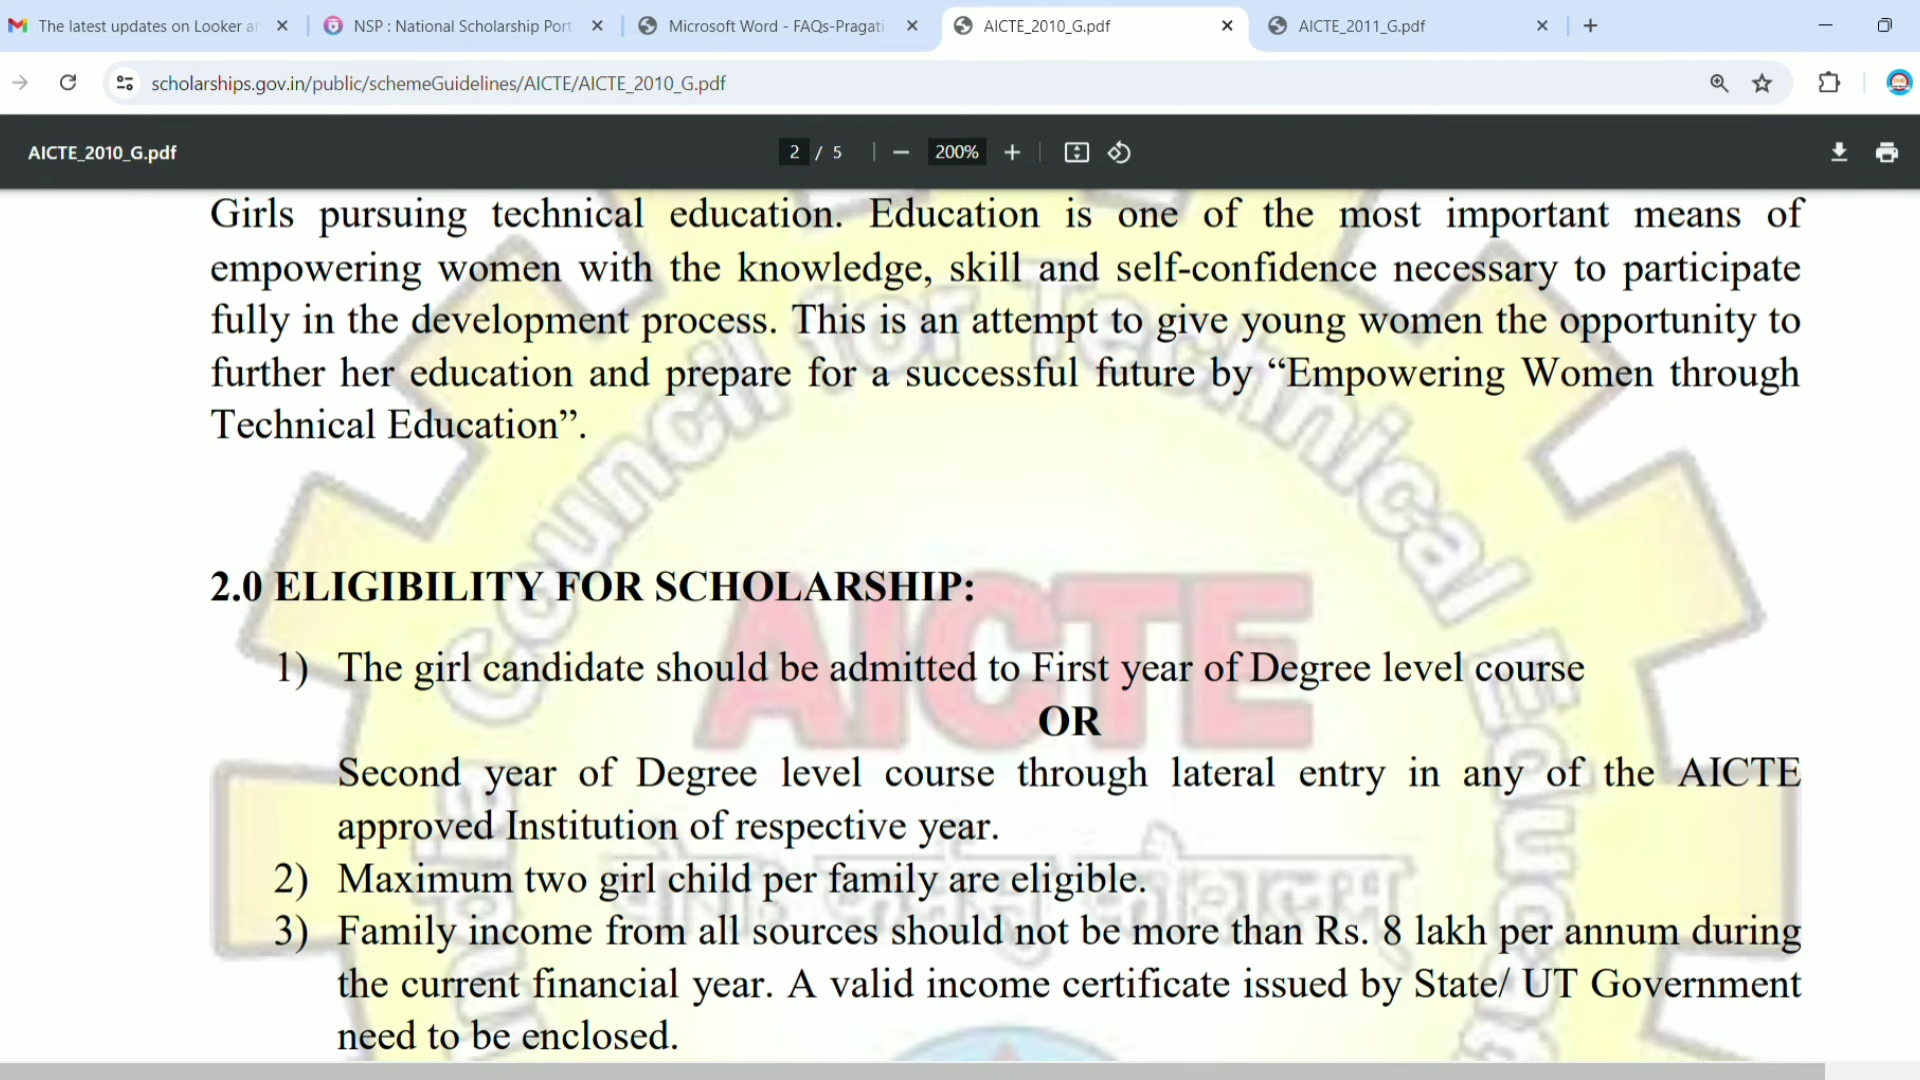 The latest updates on Looker ar
NSP : National Scholarship Port
Microsoft Word - FAQs-Pragati
AICTE_2010_G.pdf
AICTE_2011_G.pdf
scholarships.gov.in/public/schemeGuidelines/AICTE/AICTE_2010_G.pdf
AICTE_2010_G.pdf
2 / 5
200%
Girls pursuing technical education. Education is one of the most important means of
empowering women with the knowledge, skill and self-confidence necessary to participate
fully in the development process. This is an attempt to give young women the opportunity to
further her education and prepare for a successful future by “Empowering Women through
Technical Education”.
2.0 ELIGIBILITY FOR SCHOLARSHIP:
1) The girl candidate should be admitted to First year of Degree level course
OR
Second year of Degree level course through lateral entry in any of the AICTE
approved Institution of respective year.
2) Maximum two girl child per family are eligible.
3) Family income from all sources should not be more than Rs. 8 lakh per annum during
the current financial year. A valid income certificate issued by State/ UT Government
need to be enclosed.
Council for Technical
AICTE